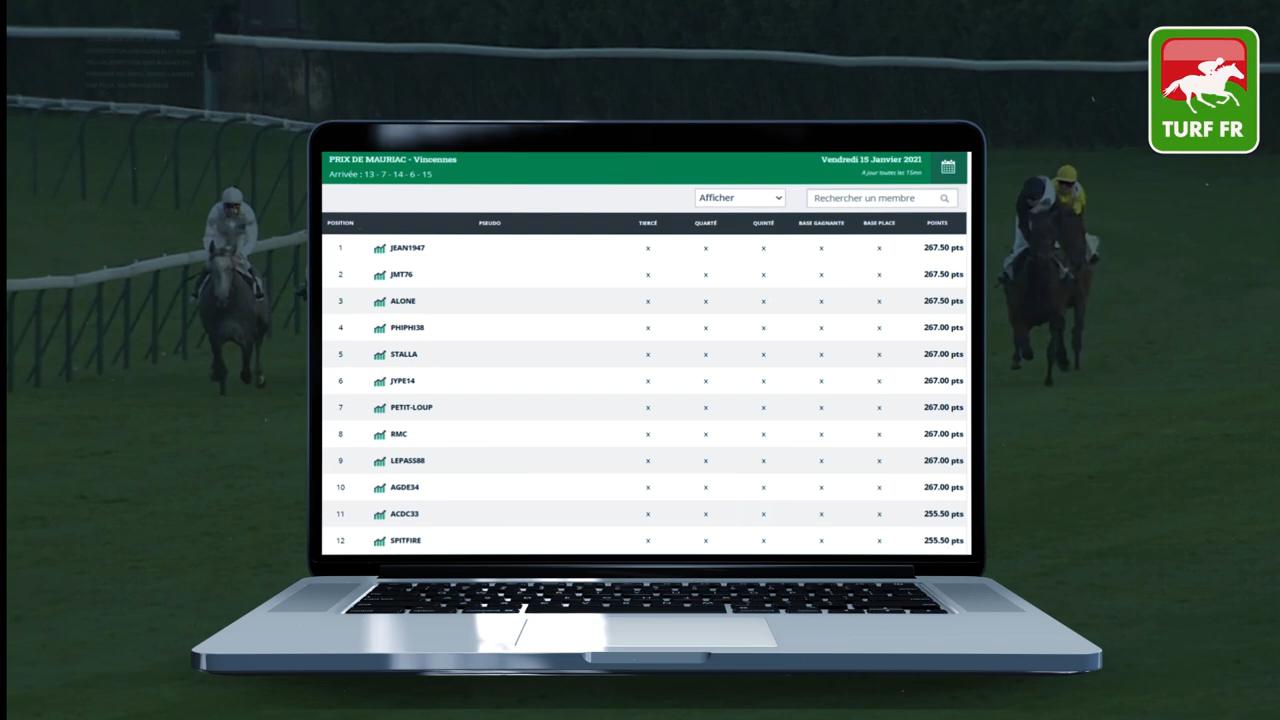 TURF FR
PRIX DE MAURIAC - Vincennes
Vendredi 15 Janvier 2021
Arrivée : 13 - 7 - 14 - 6 - 15
A jour toutes les 15mn
Afficher
Rechercher un membre
POSITION PSEUDO TIERCÉ QUARTÉ QUINTÉ BASE GAGNANTE BASE PLACE POINTS
1 JEAN1947 x x x x x 267.50 pts
2 JMT76 x x x x x 267.50 pts
3 ALONE x x x x x 267.50 pts
4 PHIPHI38 x x x x x 267.00 pts
5 STALLA x x x x x 267.00 pts
6 JYPE14 x x x x x 267.00 pts
7 PETIT-LOUP x x x x x 267.00 pts
8 RMC x x x x x 267.00 pts
9 LEPASS88 x x x x x 267.00 pts
10 AGDE34 x x x x x 267.00 pts
11 ACDC33 x x x x x 255.50 pts
12 SPITFIRE x x x x x 255.50 pts